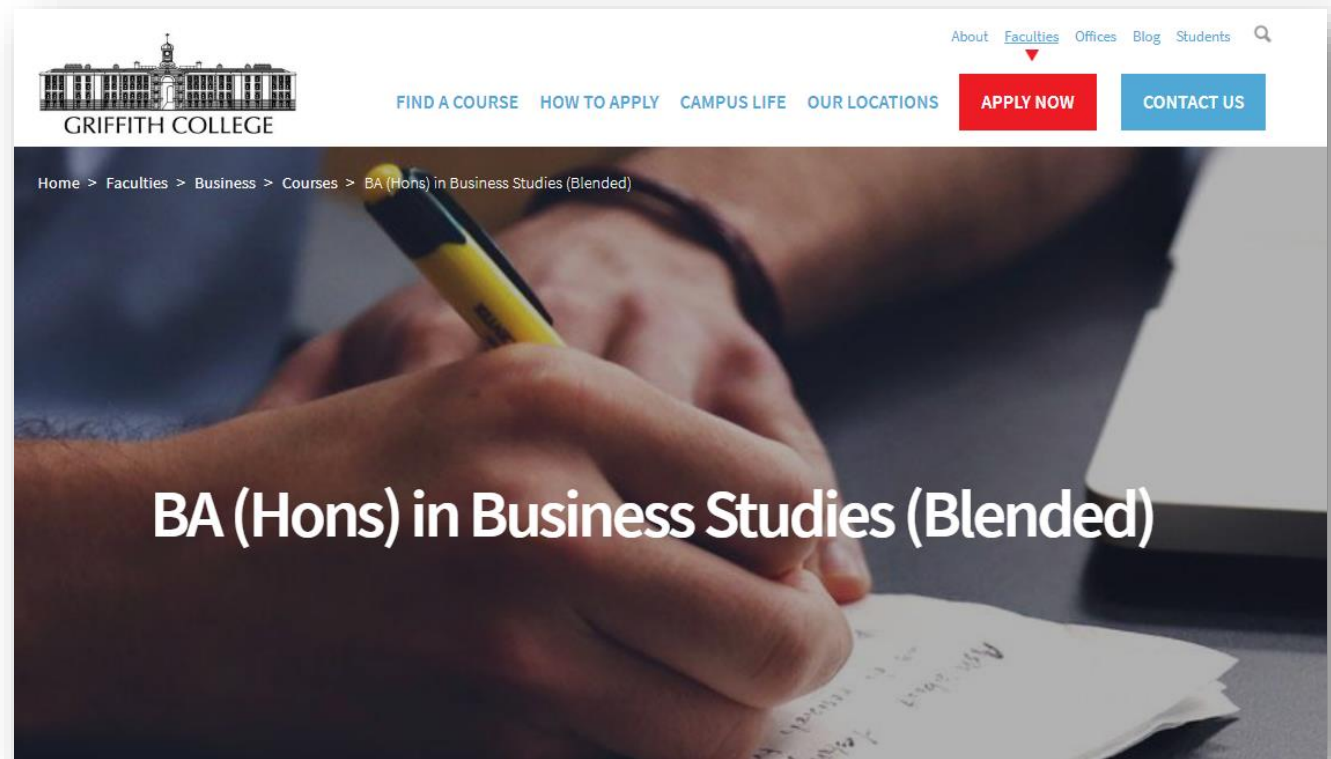 About Faculties Offices Blog Students
GRIFFITH COLLEGE
FIND A COURSE HOW TO APPLY CAMPUS LIFE OUR LOCATIONS APPLY NOW CONTACT US
Home > Faculties > Business > Courses > BA (Hons) in Business Studies (Blended)
BA (Hons) in Business Studies (Blended)